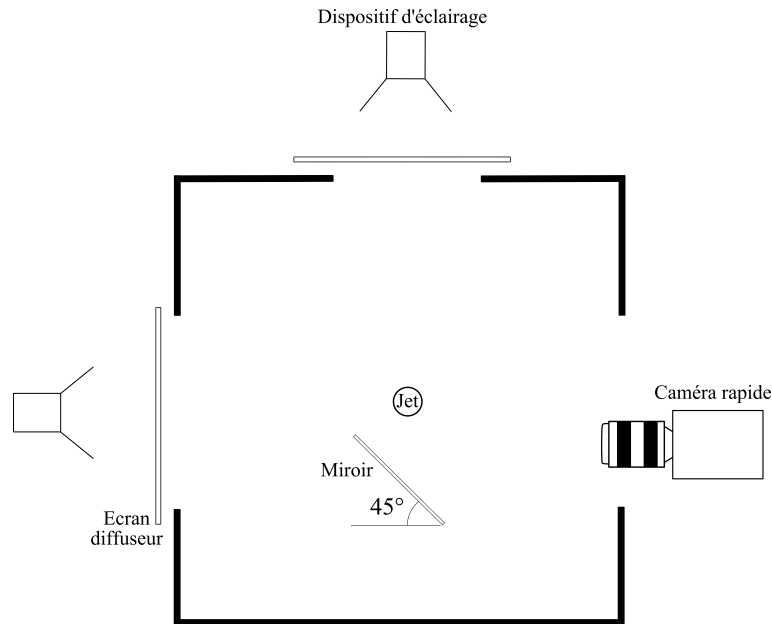 Dispositif d'éclairage
Caméra rapide
Jet
Miroir
45°
Ecran
diffuseur